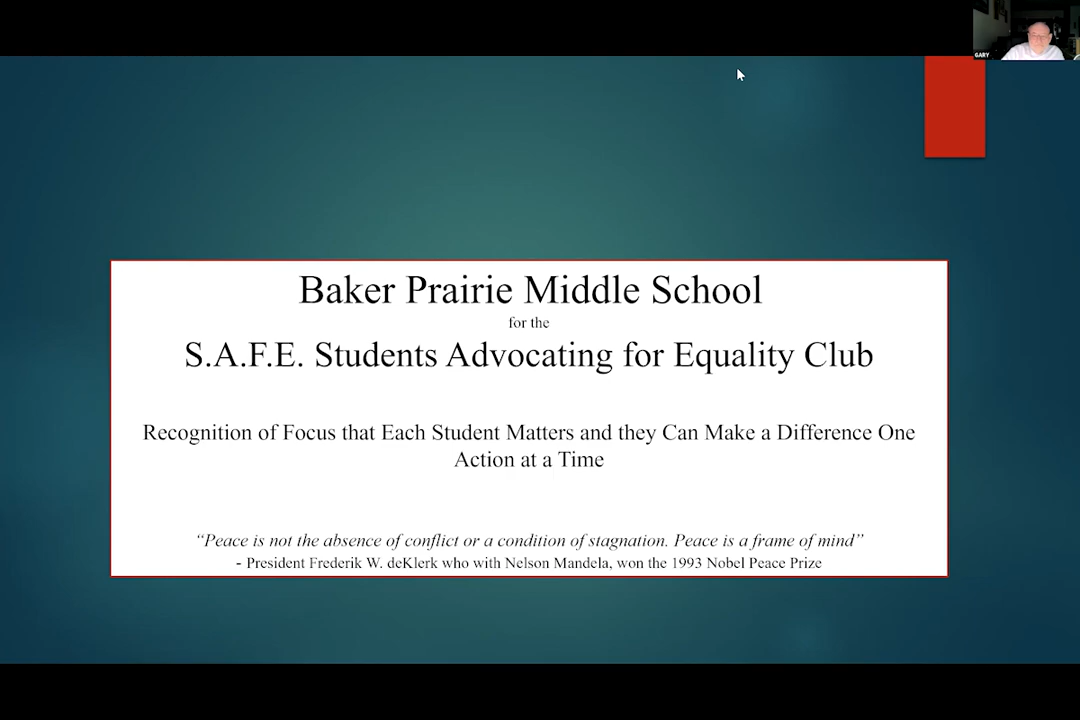 GARY
Baker Prairie Middle School
for the
S.A.F.E. Students Advocating for Equality Club
Recognition of Focus that Each Student Matters and they Can Make a Difference One
Action at a Time
“Peace is not the absence of conflict or a condition of stagnation. Peace is a frame of mind”
- President Frederik W. deKlerk who with Nelson Mandela, won the 1993 Nobel Peace Prize